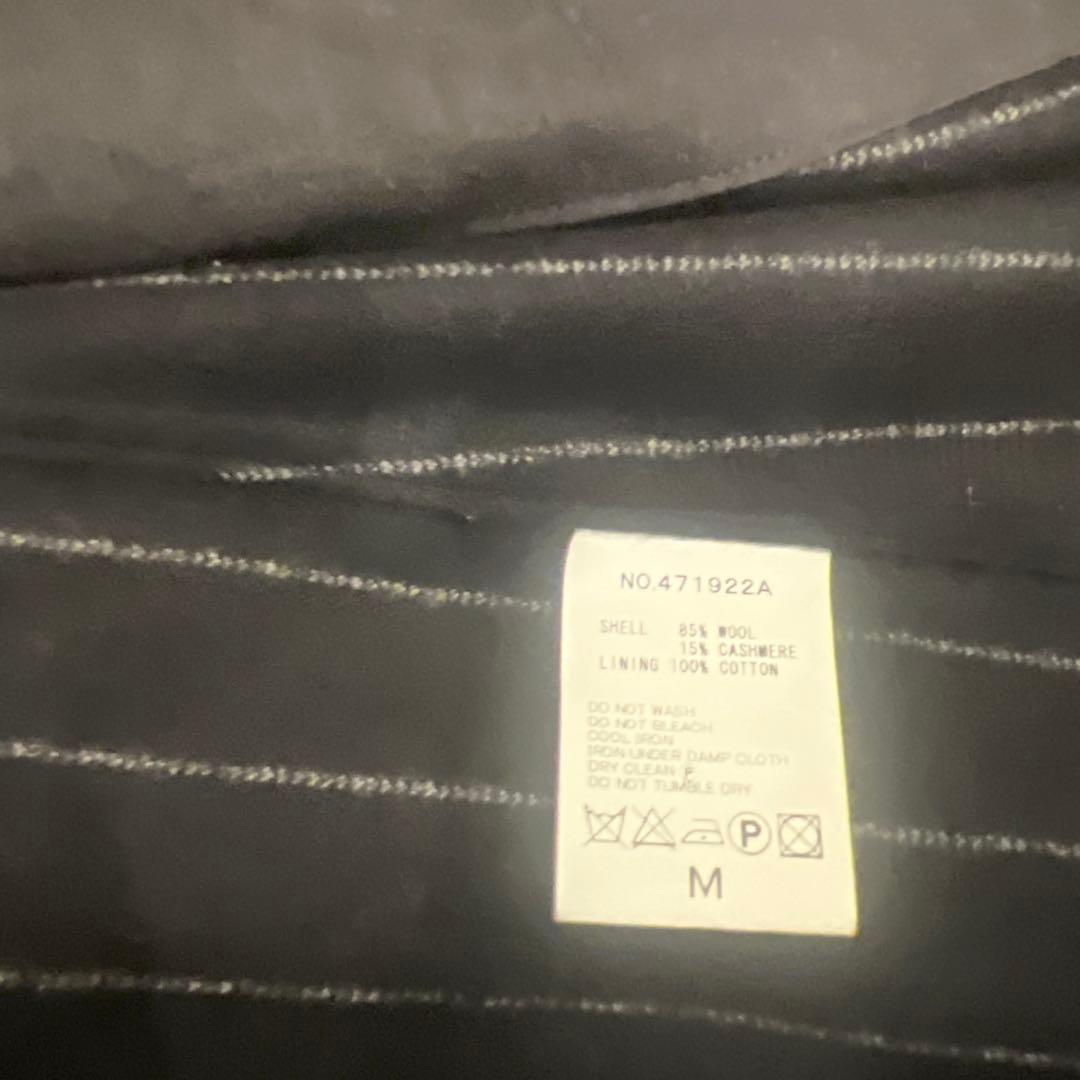 NO.471922A
SHELL 85% WOOL
15% CASHMERE
LINING 100% COTTON
DO NOT WASH
DO NOT BLEACH
COOL IRON
IRON UNDER DAMP CLOTH
DRY CLEAN P
DO NOT TUMBLE DRY
P
M